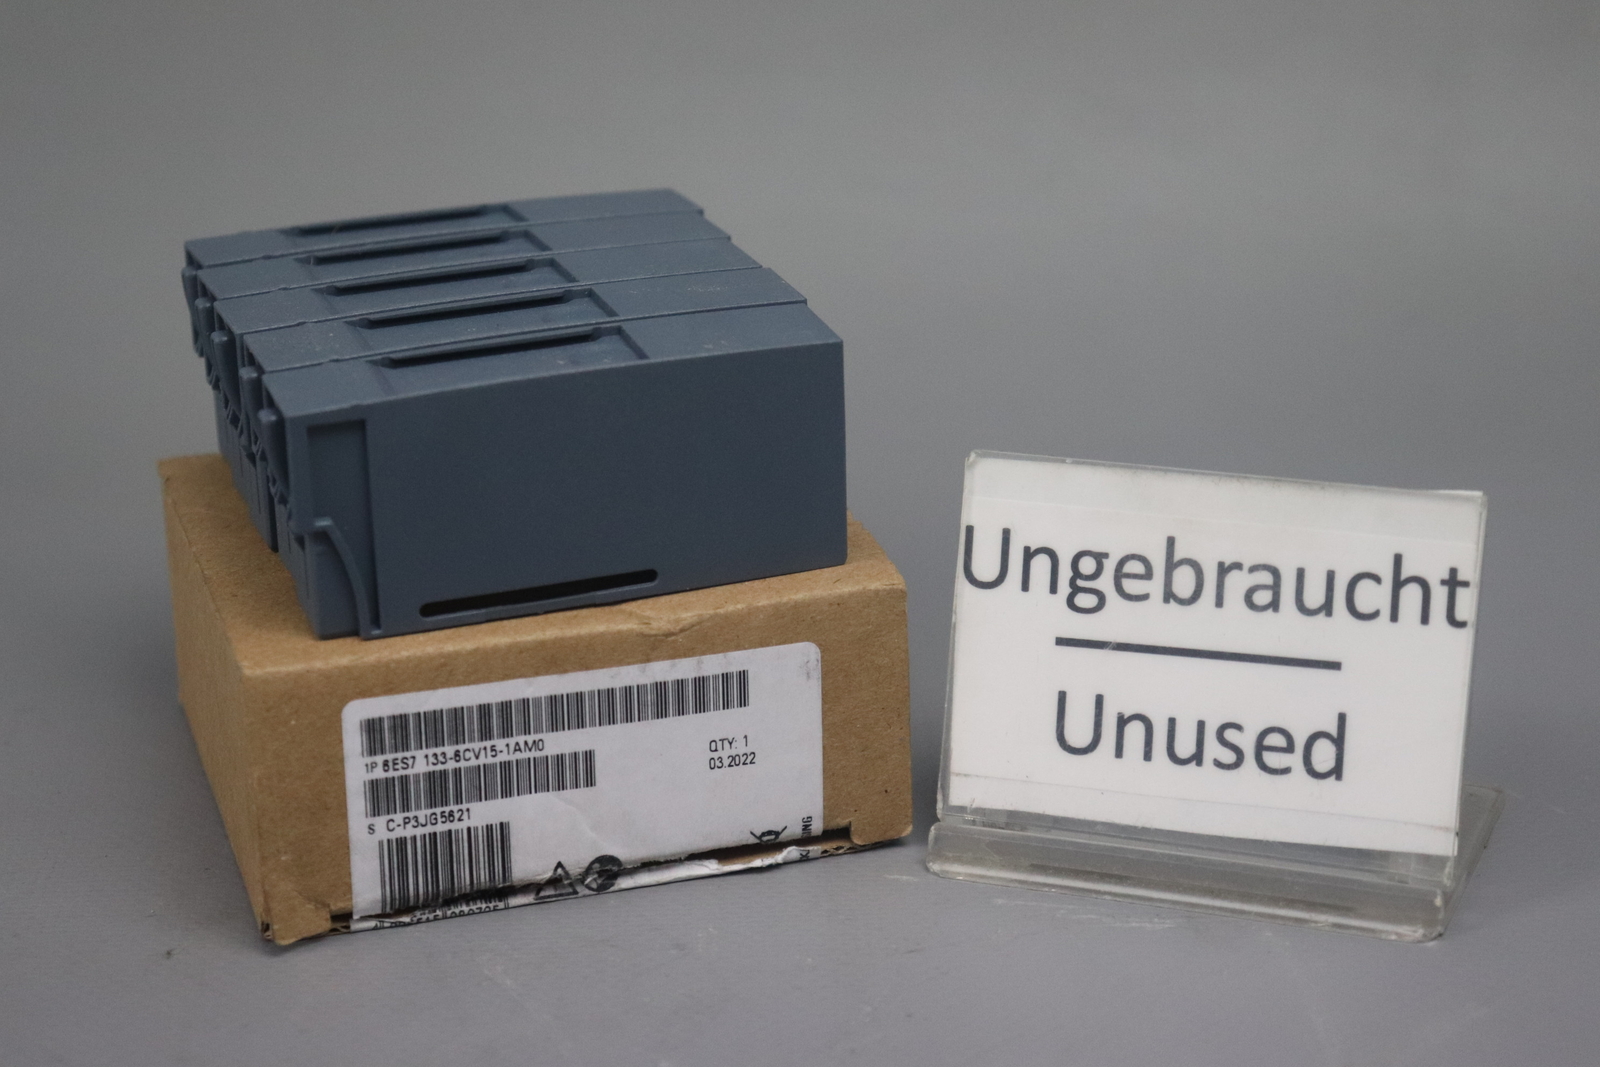 1P 6ES7 133-6CV15-1AM0
QTY: 1
03.2022
S C-P3JG5621
Ungebraucht
Unused